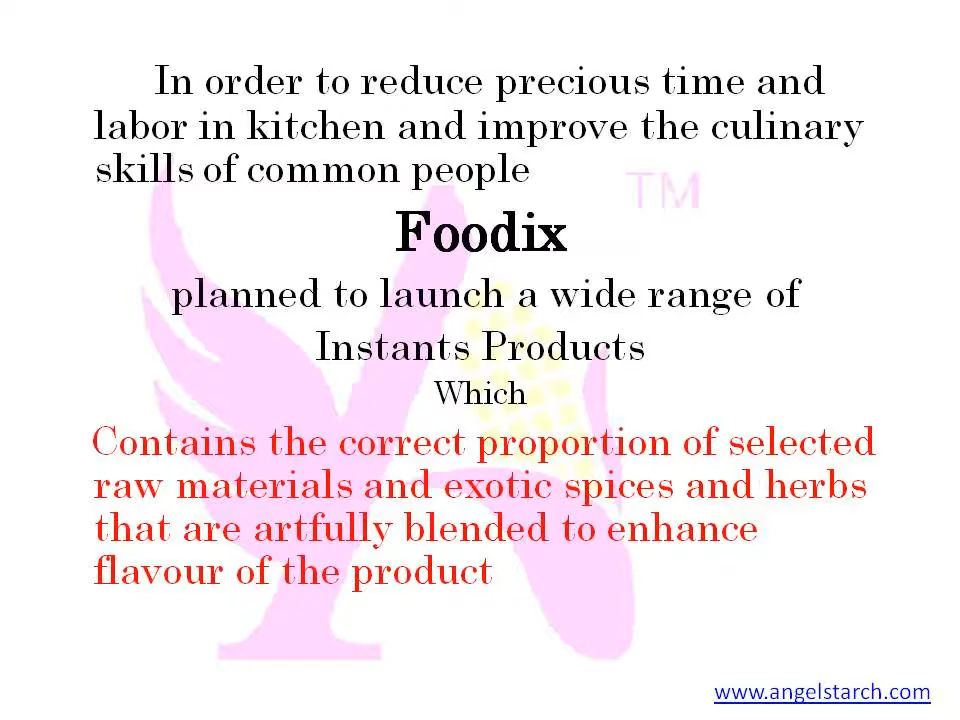 In order to reduce precious time and
labor in kitchen and improve the culinary
skills of common people
TM
Foodix
planned to launch a wide range of
Instants Products
Which
Contains the correct proportion of selected
raw materials and exotic spices and herbs
that are artfully blended to enhance
flavour of the product
www.angelstarch.com